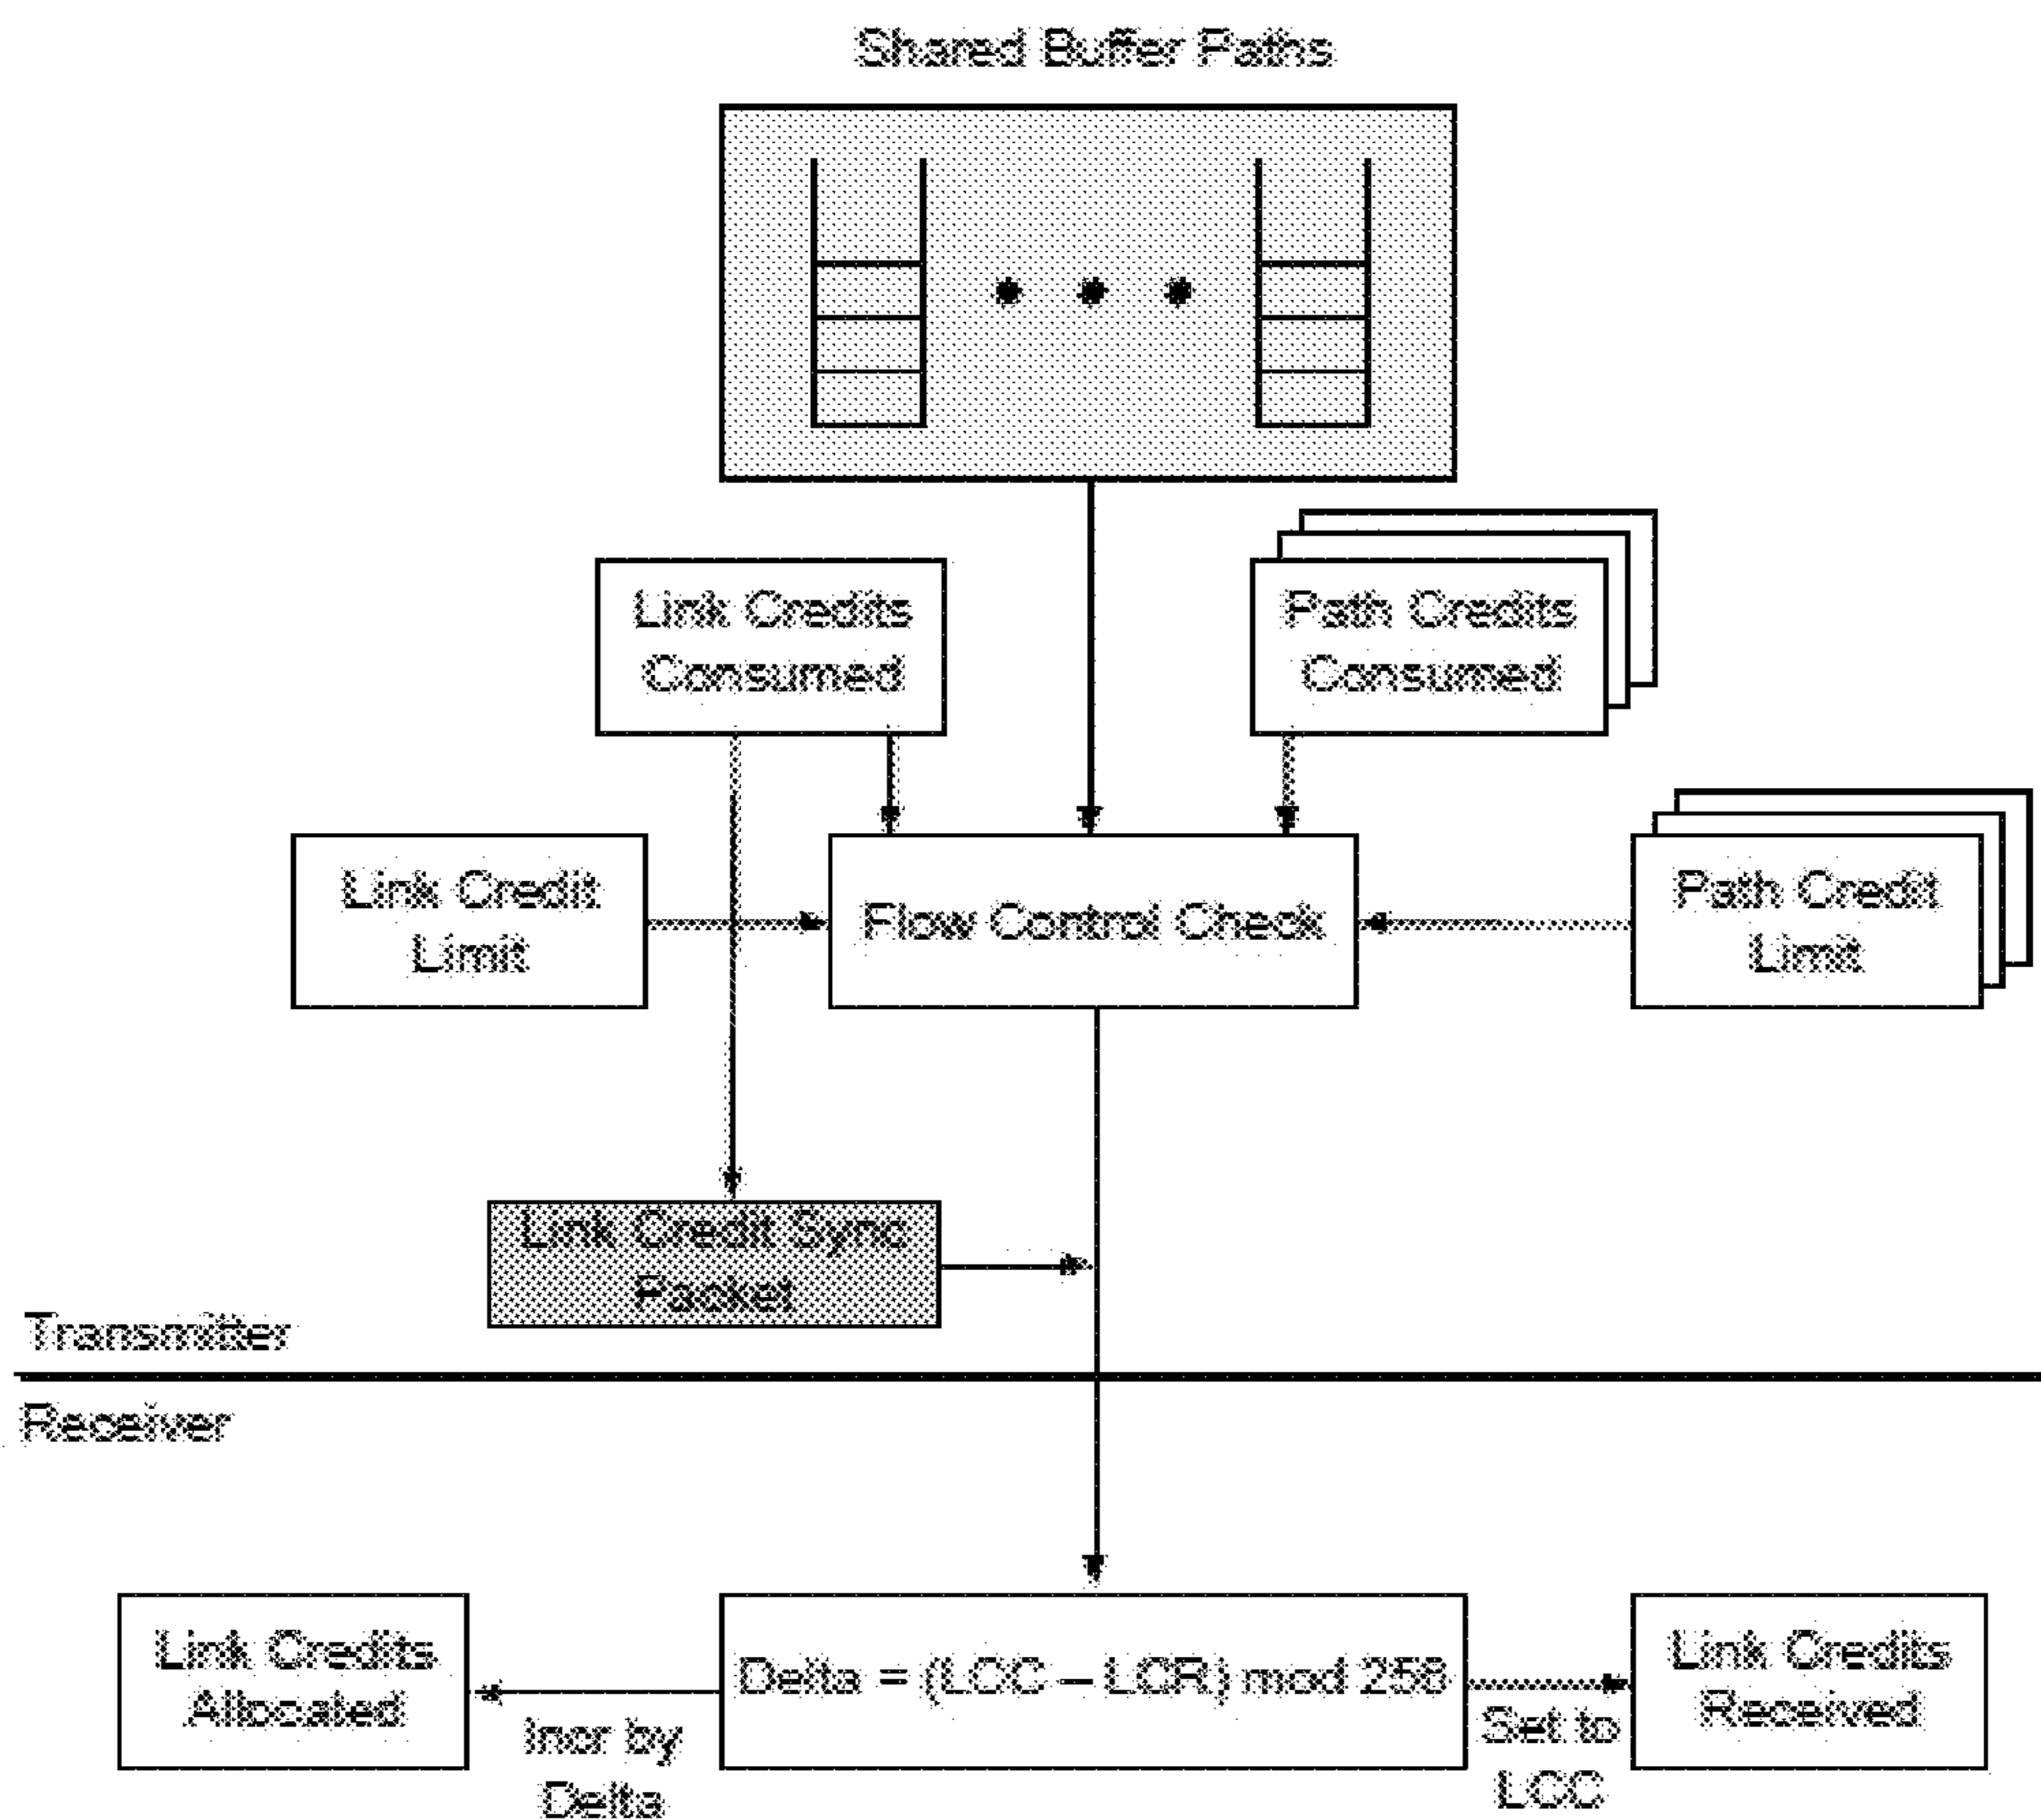 Shared Buffer Paths
Link Credits
Consumed
Path Credits
Consumed
Link Credit
Limit
Flow Control Check
Path Credit
Limit
Link Credit Sync
Packet
Transmitter
Receiver
Link Credits
Allocated
Incr by
Delta
Delta = (LCC – LCR) mod 256
Set to
LCC
Link Credits
Received